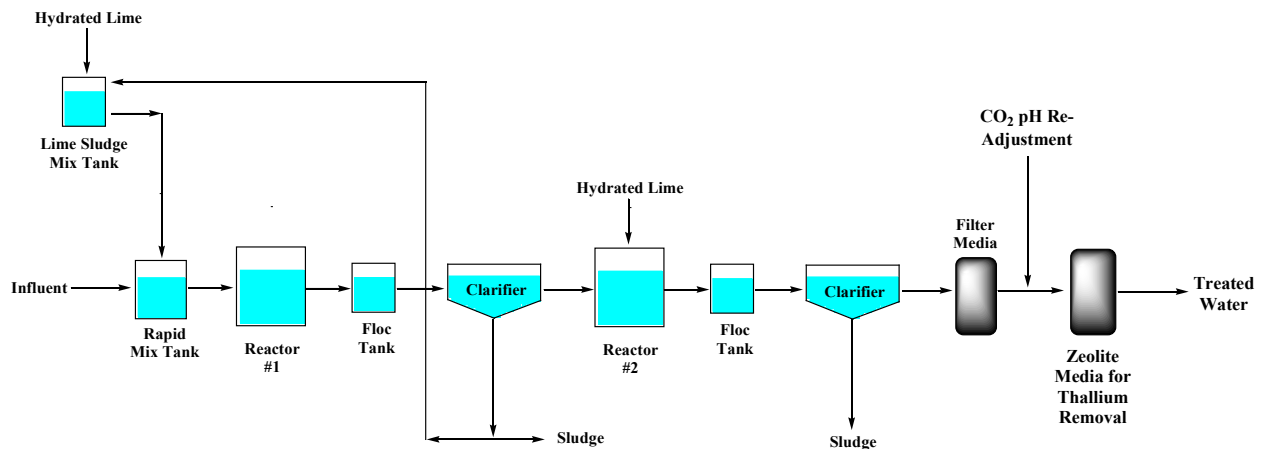 Hydrated Lime
Lime Sludge
Mix Tank
CO2 pH Re-
Adjustment
Hydrated Lime
Filter
Media
Influent
Clarifier
Clarifier
Treated
Water
Rapid
Mix Tank
Reactor
#1
Floc
Tank
Reactor
#2
Floc
Tank
Zeolite
Media for
Thallium
Removal
Sludge
Sludge